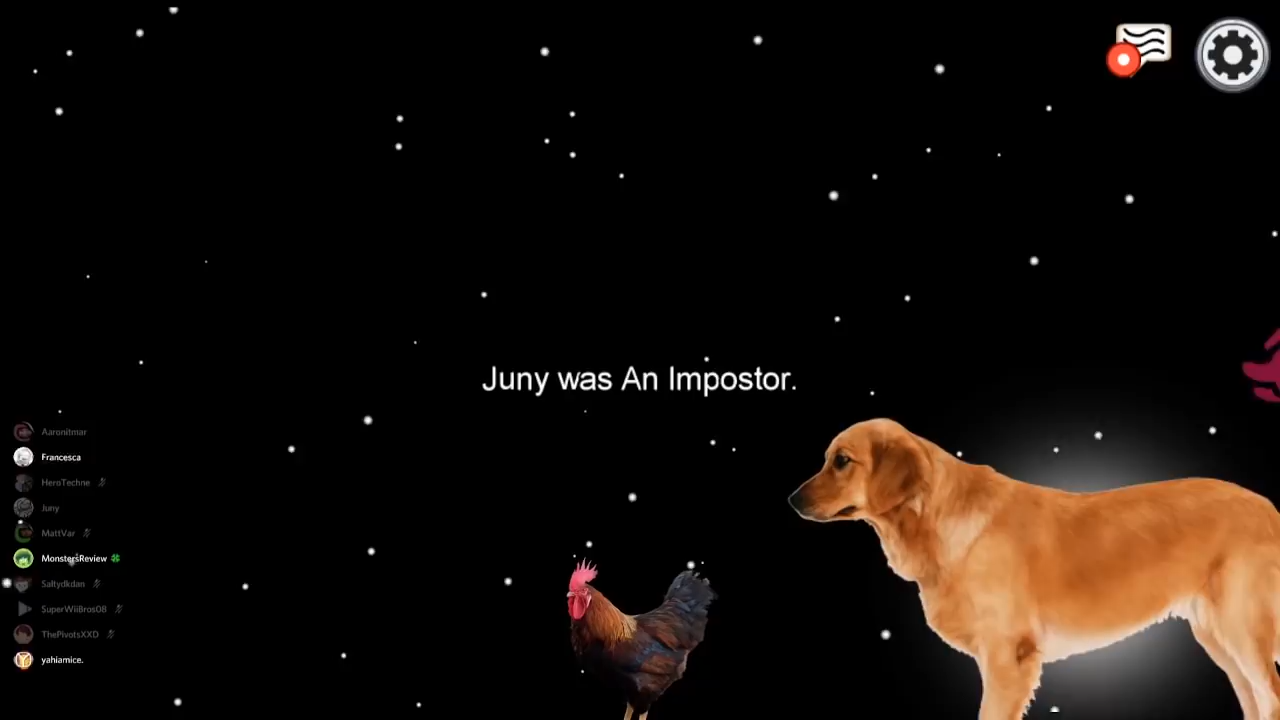 Juny was An Impostor.
Aaronitmar
Francesca
HeroTechne
Juny
MattVar
MonstersReview
Saltydkdan
SuperWiiBros08
ThePivotsXXD
yahiamice.